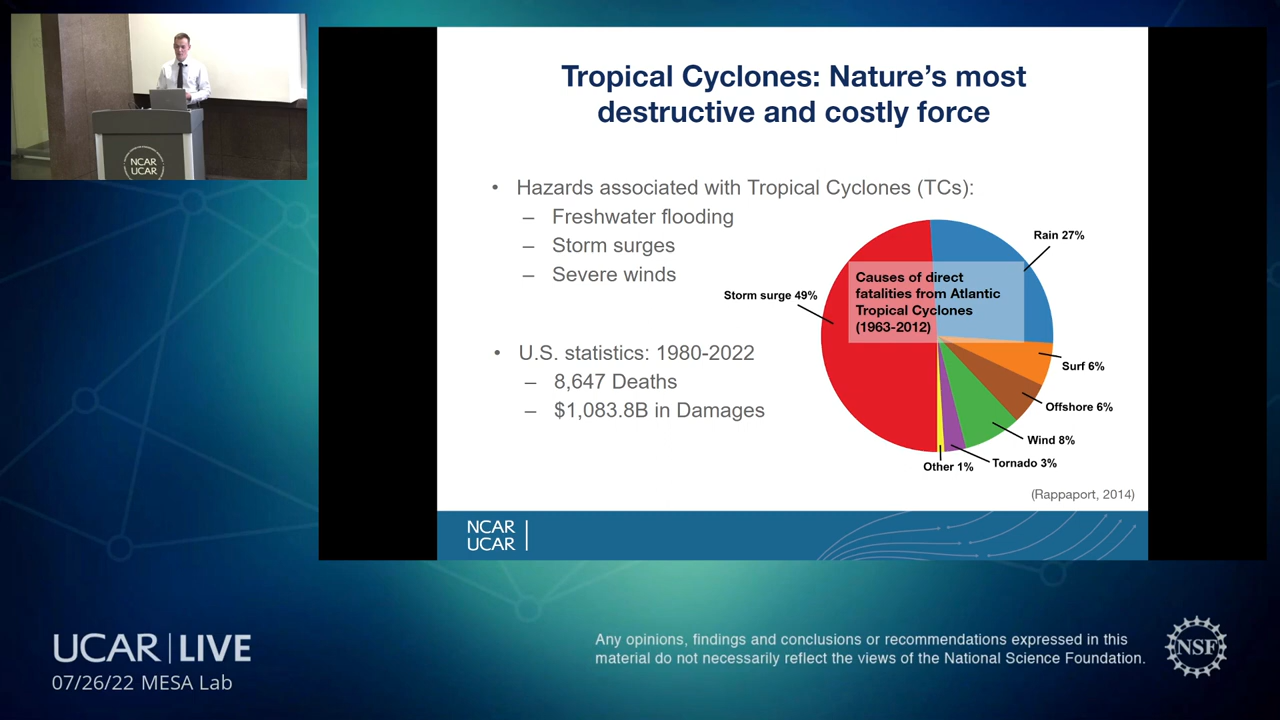 NCAR
UCAR
Tropical Cyclones: Nature's most
destructive and costly force
• Hazards associated with Tropical Cyclones (TCs):
– Freshwater flooding
– Storm surges
– Severe winds
• U.S. statistics: 1980-2022
– 8,647 Deaths
– $1,083.8B in Damages
Causes of direct
fatalities from Atlantic
Tropical Cyclones
(1963-2012)
Rain 27%
Storm surge 49%
Surf 6%
Offshore 6%
Wind 8%
Tornado 3%
Other 1%
(Rappaport, 2014)
NCAR
UCAR
UCAR | LIVE
07/26/22 MESA Lab
Any opinions, findings and conclusions or recommendations expressed in this
material do not necessarily reflect the views of the National Science Foundation.
NSF